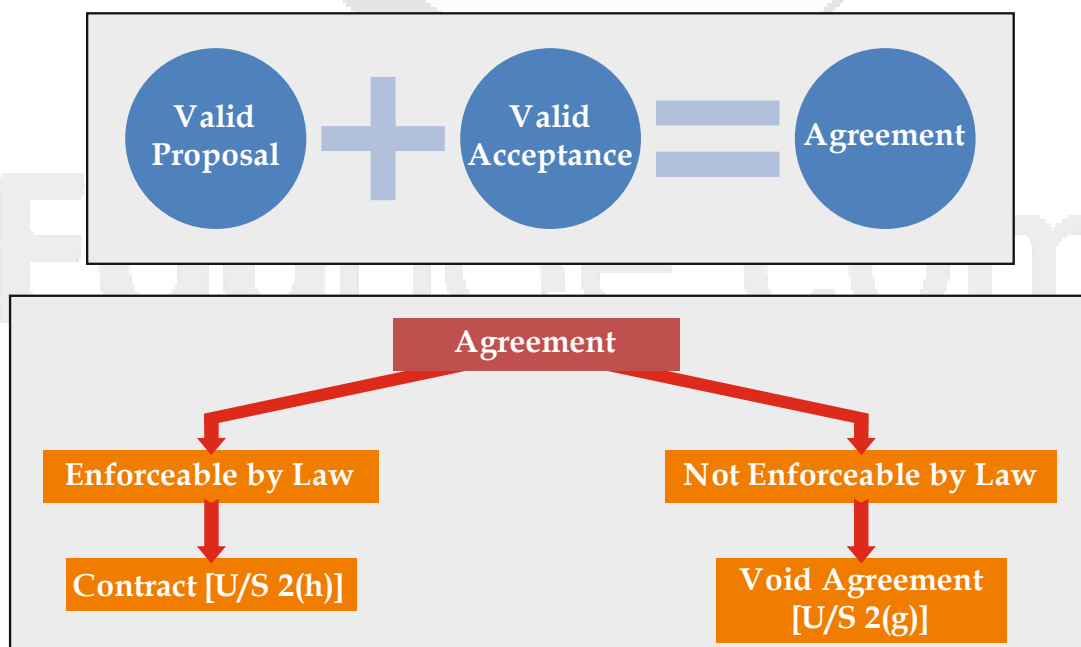 Valid
Proposal
Valid
Acceptance
Agreement
Agreement
Enforceable by Law
Not Enforceable by Law
Contract [U/S 2(h)]
Void Agreement
[U/S 2(g)]